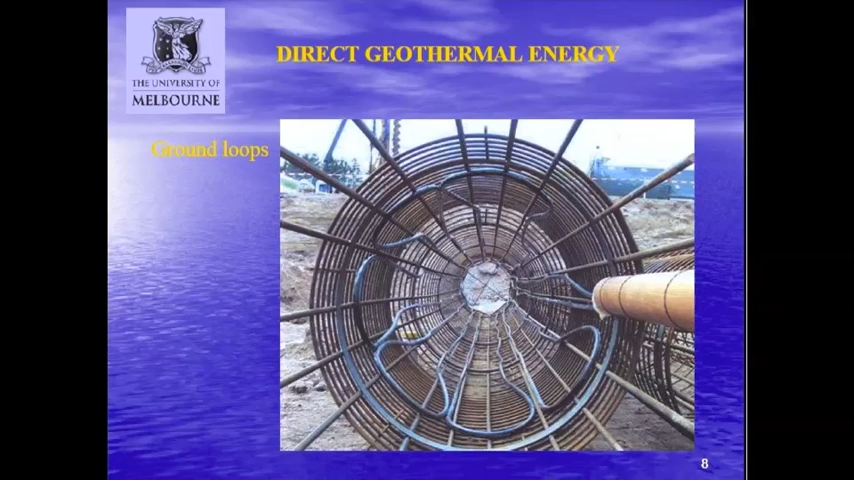 THE UNIVERSITY OF
MELBOURNE
DIRECT GEOTHERMAL ENERGY
Ground loops
8